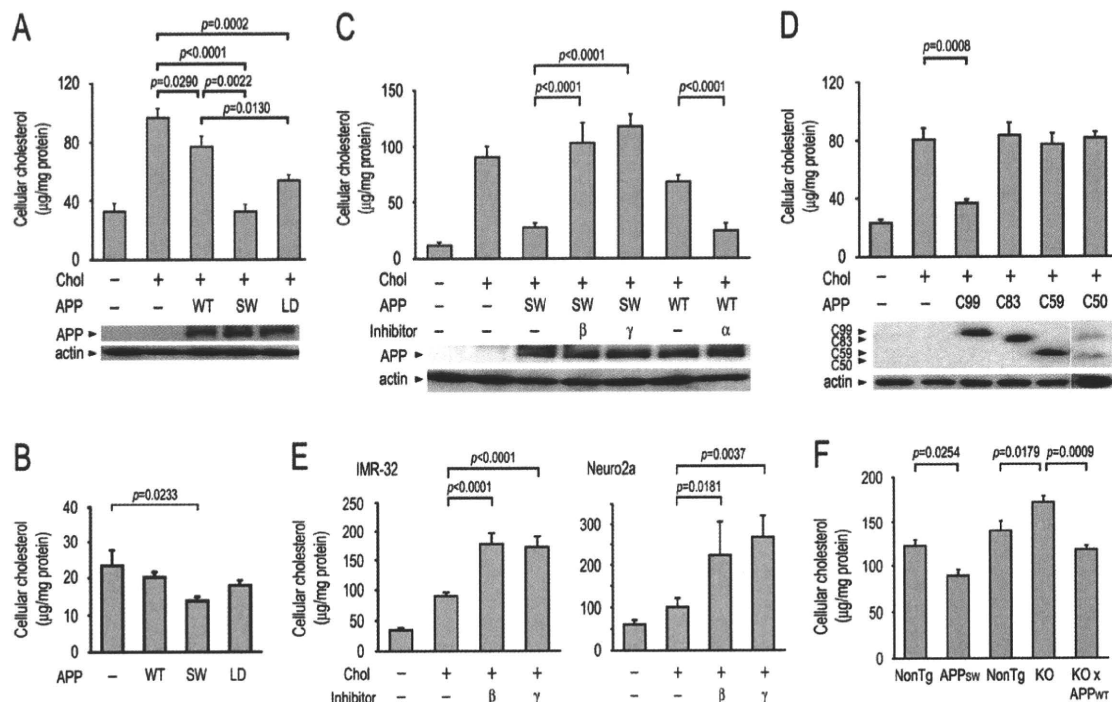 A
p=0.0002
p<0.0001
p=0.0290 p=0.0022
p=0.0130
Cellular cholesterol
(µg/mg protein)
120
80
40
0
Chol – + + + +
APP – – WT SW LD
APP ►
actin ►
B
p=0.0233
Cellular cholesterol
(µg/mg protein)
40
30
20
10
0
APP – WT SW LD
C
p<0.0001
p<0.0001 p<0.0001
Cellular cholesterol
(µg/mg protein)
150
100
50
0
Chol – + + + + + +
APP – – SW SW SW WT WT
Inhibitor – – – β γ – α
APP ►
actin ►
D
p=0.0008
Cellular cholesterol
(µg/mg protein)
120
80
40
0
Chol – + + + + +
APP – – C99 C83 C59 C50
C99 ►
C83 ►
C59 ►
C50 ►
actin ►
E
IMR-32
p<0.0001
p<0.0001
Cellular cholesterol
(µg/mg protein)
250
200
150
100
50
0
Chol – + + +
Inhibitor – – β γ
Neuro2a
p=0.0037
p=0.0181
Cellular cholesterol
(µg/mg protein)
300
200
100
0
– + + +
– – β γ
F
p=0.0254 p=0.0179 p=0.0009
Cellular cholesterol
(µg/mg protein)
200
150
100
50
0
NonTg APPSW NonTg KO KO x
APPWT